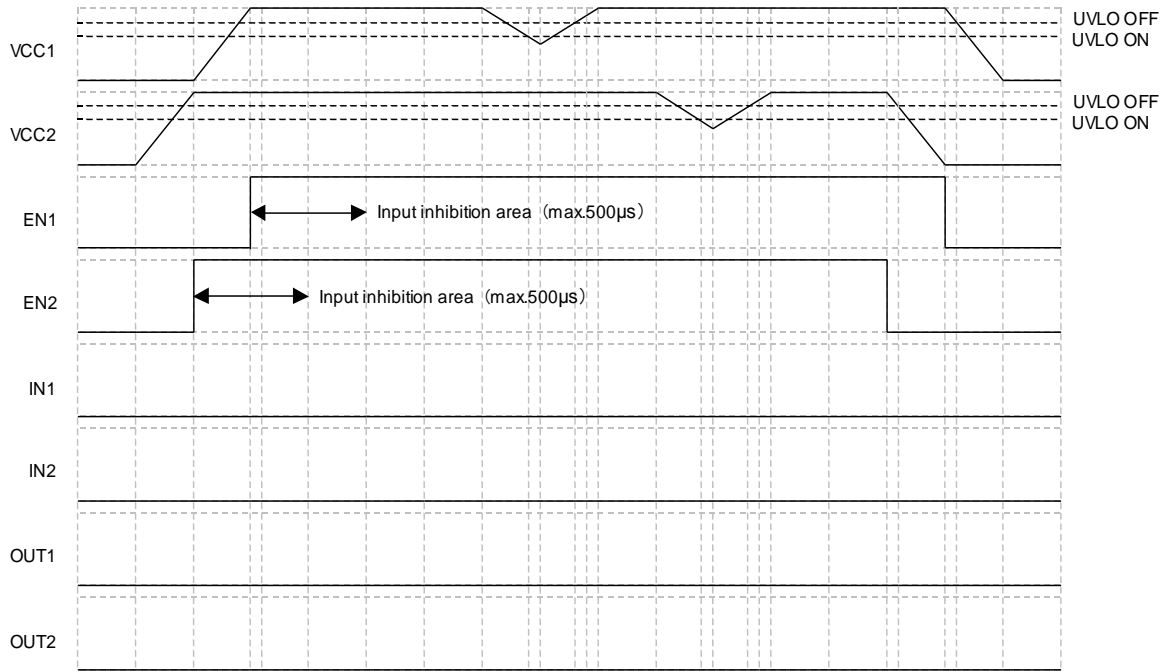 UVLO OFF
VCC1
UVLO ON
UVLO OFF
VCC2
UVLO ON
EN1
Input inhibition area (max.500µs)
EN2
Input inhibition area (max.500µs)
IN1
IN2
OUT1
OUT2